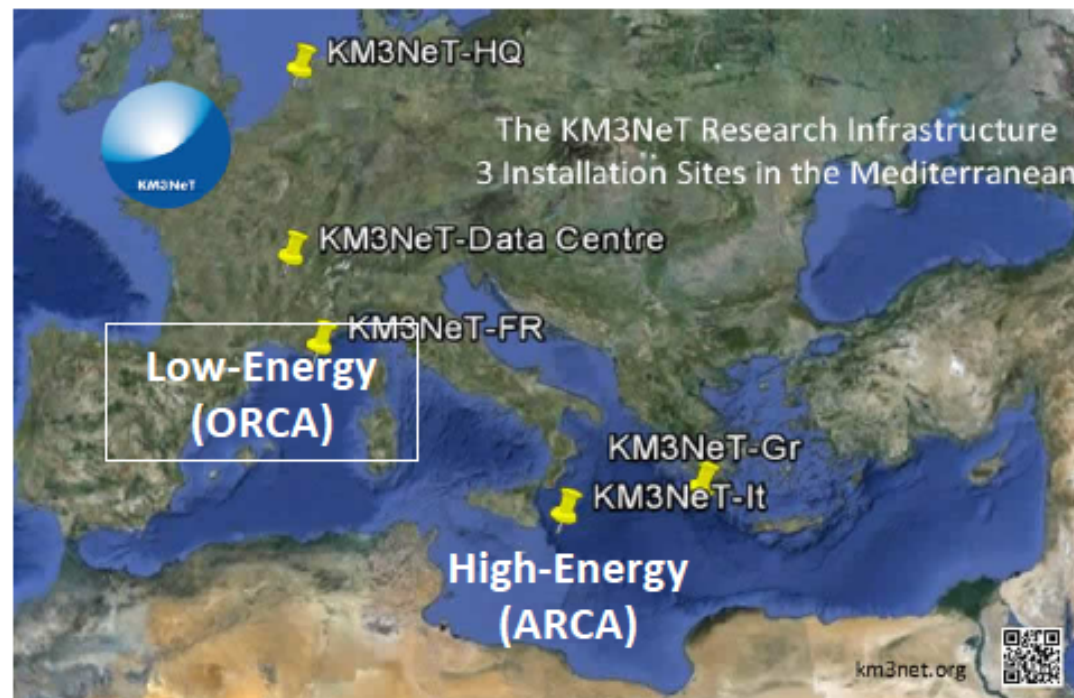 KM3NeT-HQ
KM3NeT
The KM3NeT Research Infrastructure
3 Installation Sites in the Mediterranean
KM3NeT-Data Centre
KM3NeT-FR
Low-Energy
(ORCA)
KM3NeT-Gr
KM3NeT-It
High-Energy
(ARCA)
km3net.org